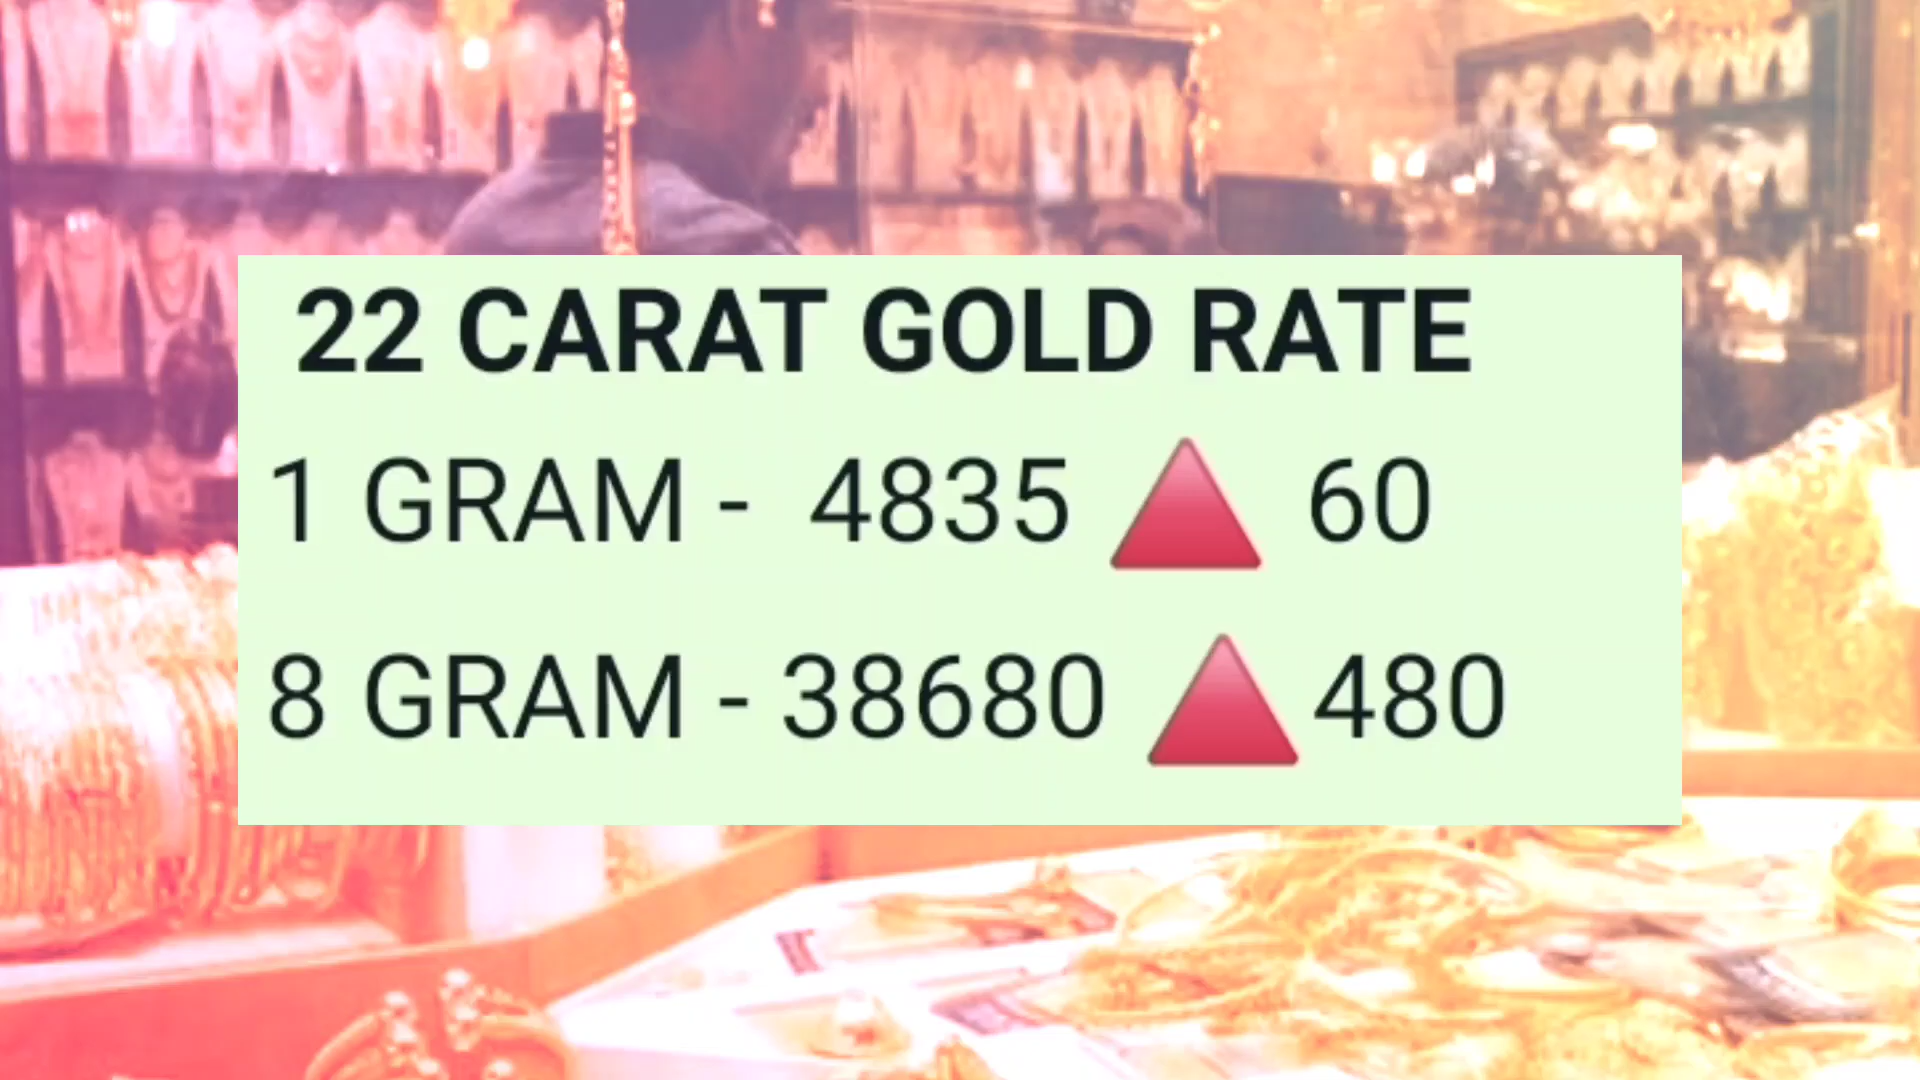 22 CARAT GOLD RATE
1 GRAM - 4835 🔺 60
8 GRAM - 38680 🔺 480